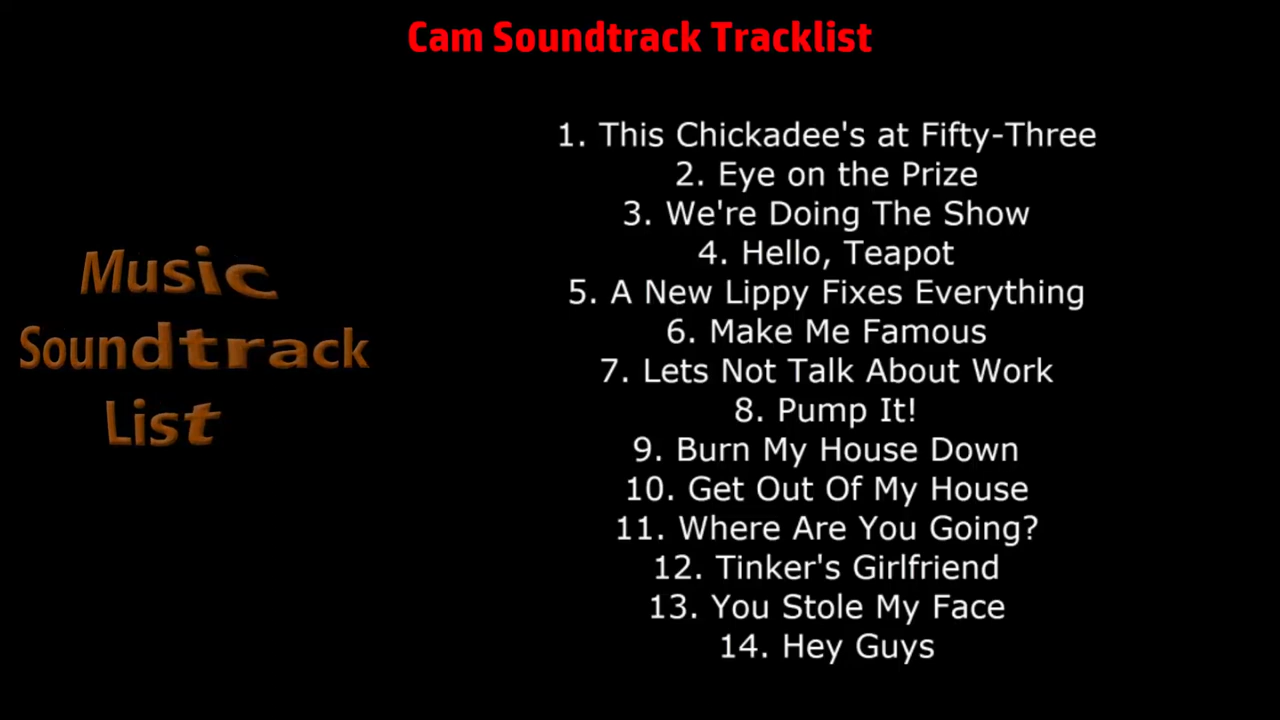 Cam Soundtrack Tracklist
Music
Soundtrack
List
1. This Chickadee's at Fifty-Three
2. Eye on the Prize
3. We're Doing The Show
4. Hello, Teapot
5. A New Lippy Fixes Everything
6. Make Me Famous
7. Lets Not Talk About Work
8. Pump It!
9. Burn My House Down
10. Get Out Of My House
11. Where Are You Going?
12. Tinker's Girlfriend
13. You Stole My Face
14. Hey Guys